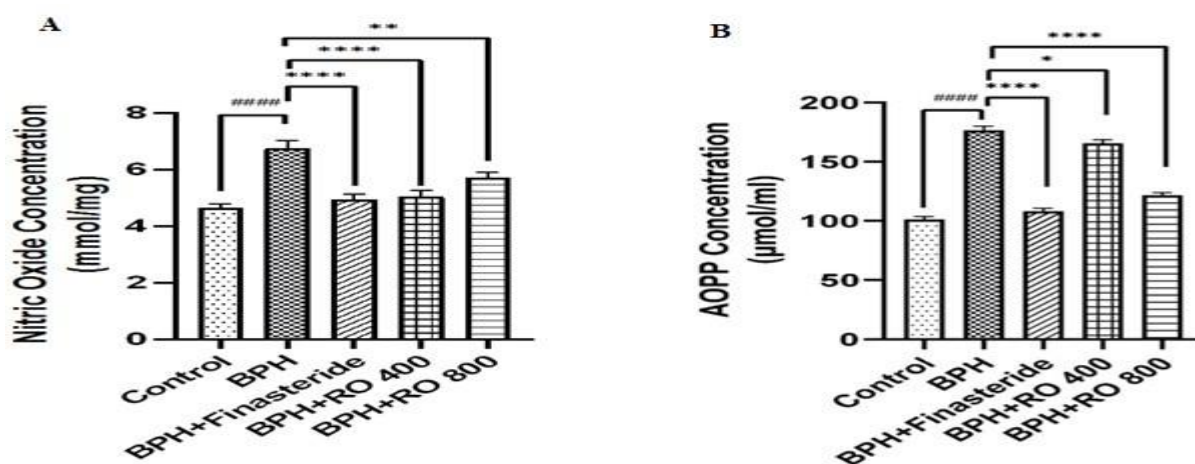 A
**
****
****
####
Nitric Oxide Concentration
(mmol/mg)
8
6
4
2
0
Control
BPH
BPH+Finasteride
BPH+RO 400
BPH+RO 800
B
****
*
****
####
AOPP Concentration
(µmol/ml)
200
150
100
50
0
Control
BPH
BPH+Finasteride
BPH+RO 400
BPH+RO 800